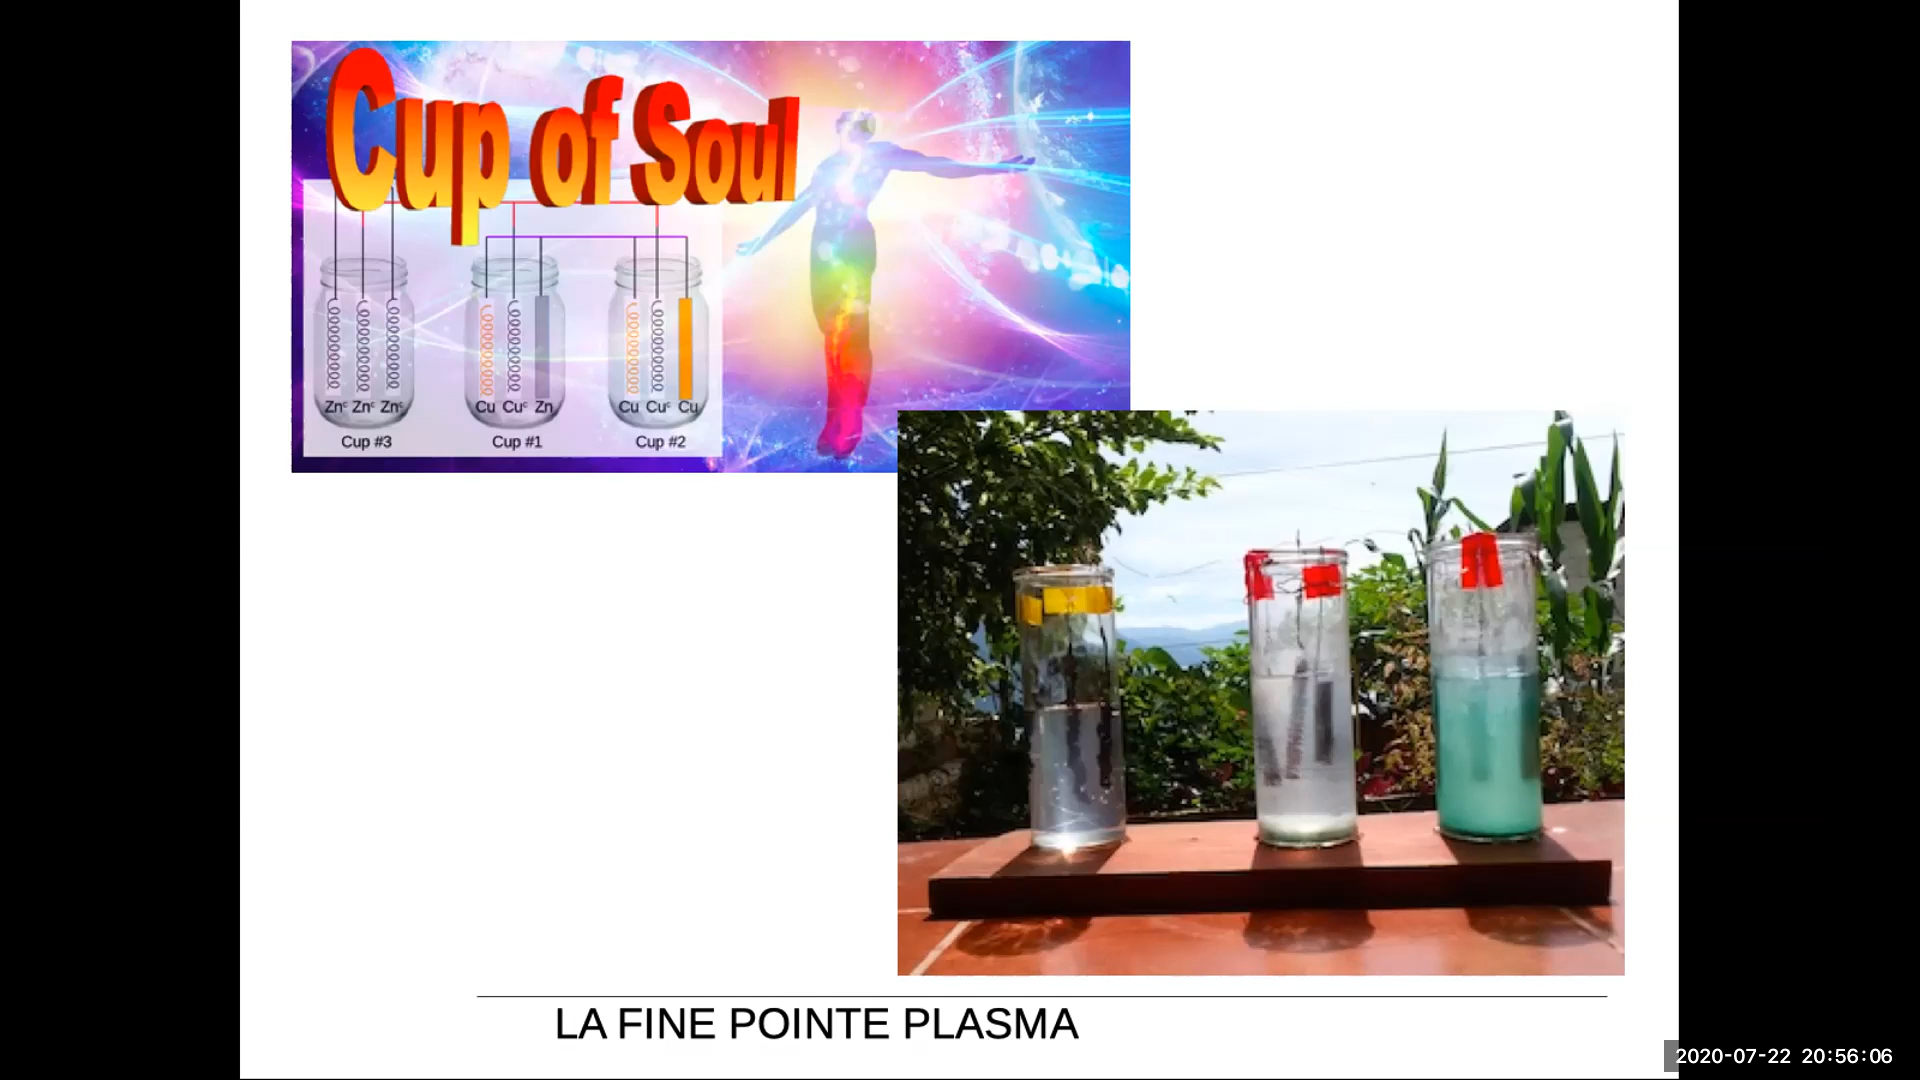 Cup of Soul
Znᶜ Znᶜ Znᶜ
Cu Cuᶜ Zn
Cu Cuᶜ Cu
Cup #3
Cup #1
Cup #2
LA FINE POINTE PLASMA
2020-07-22 20:56:06